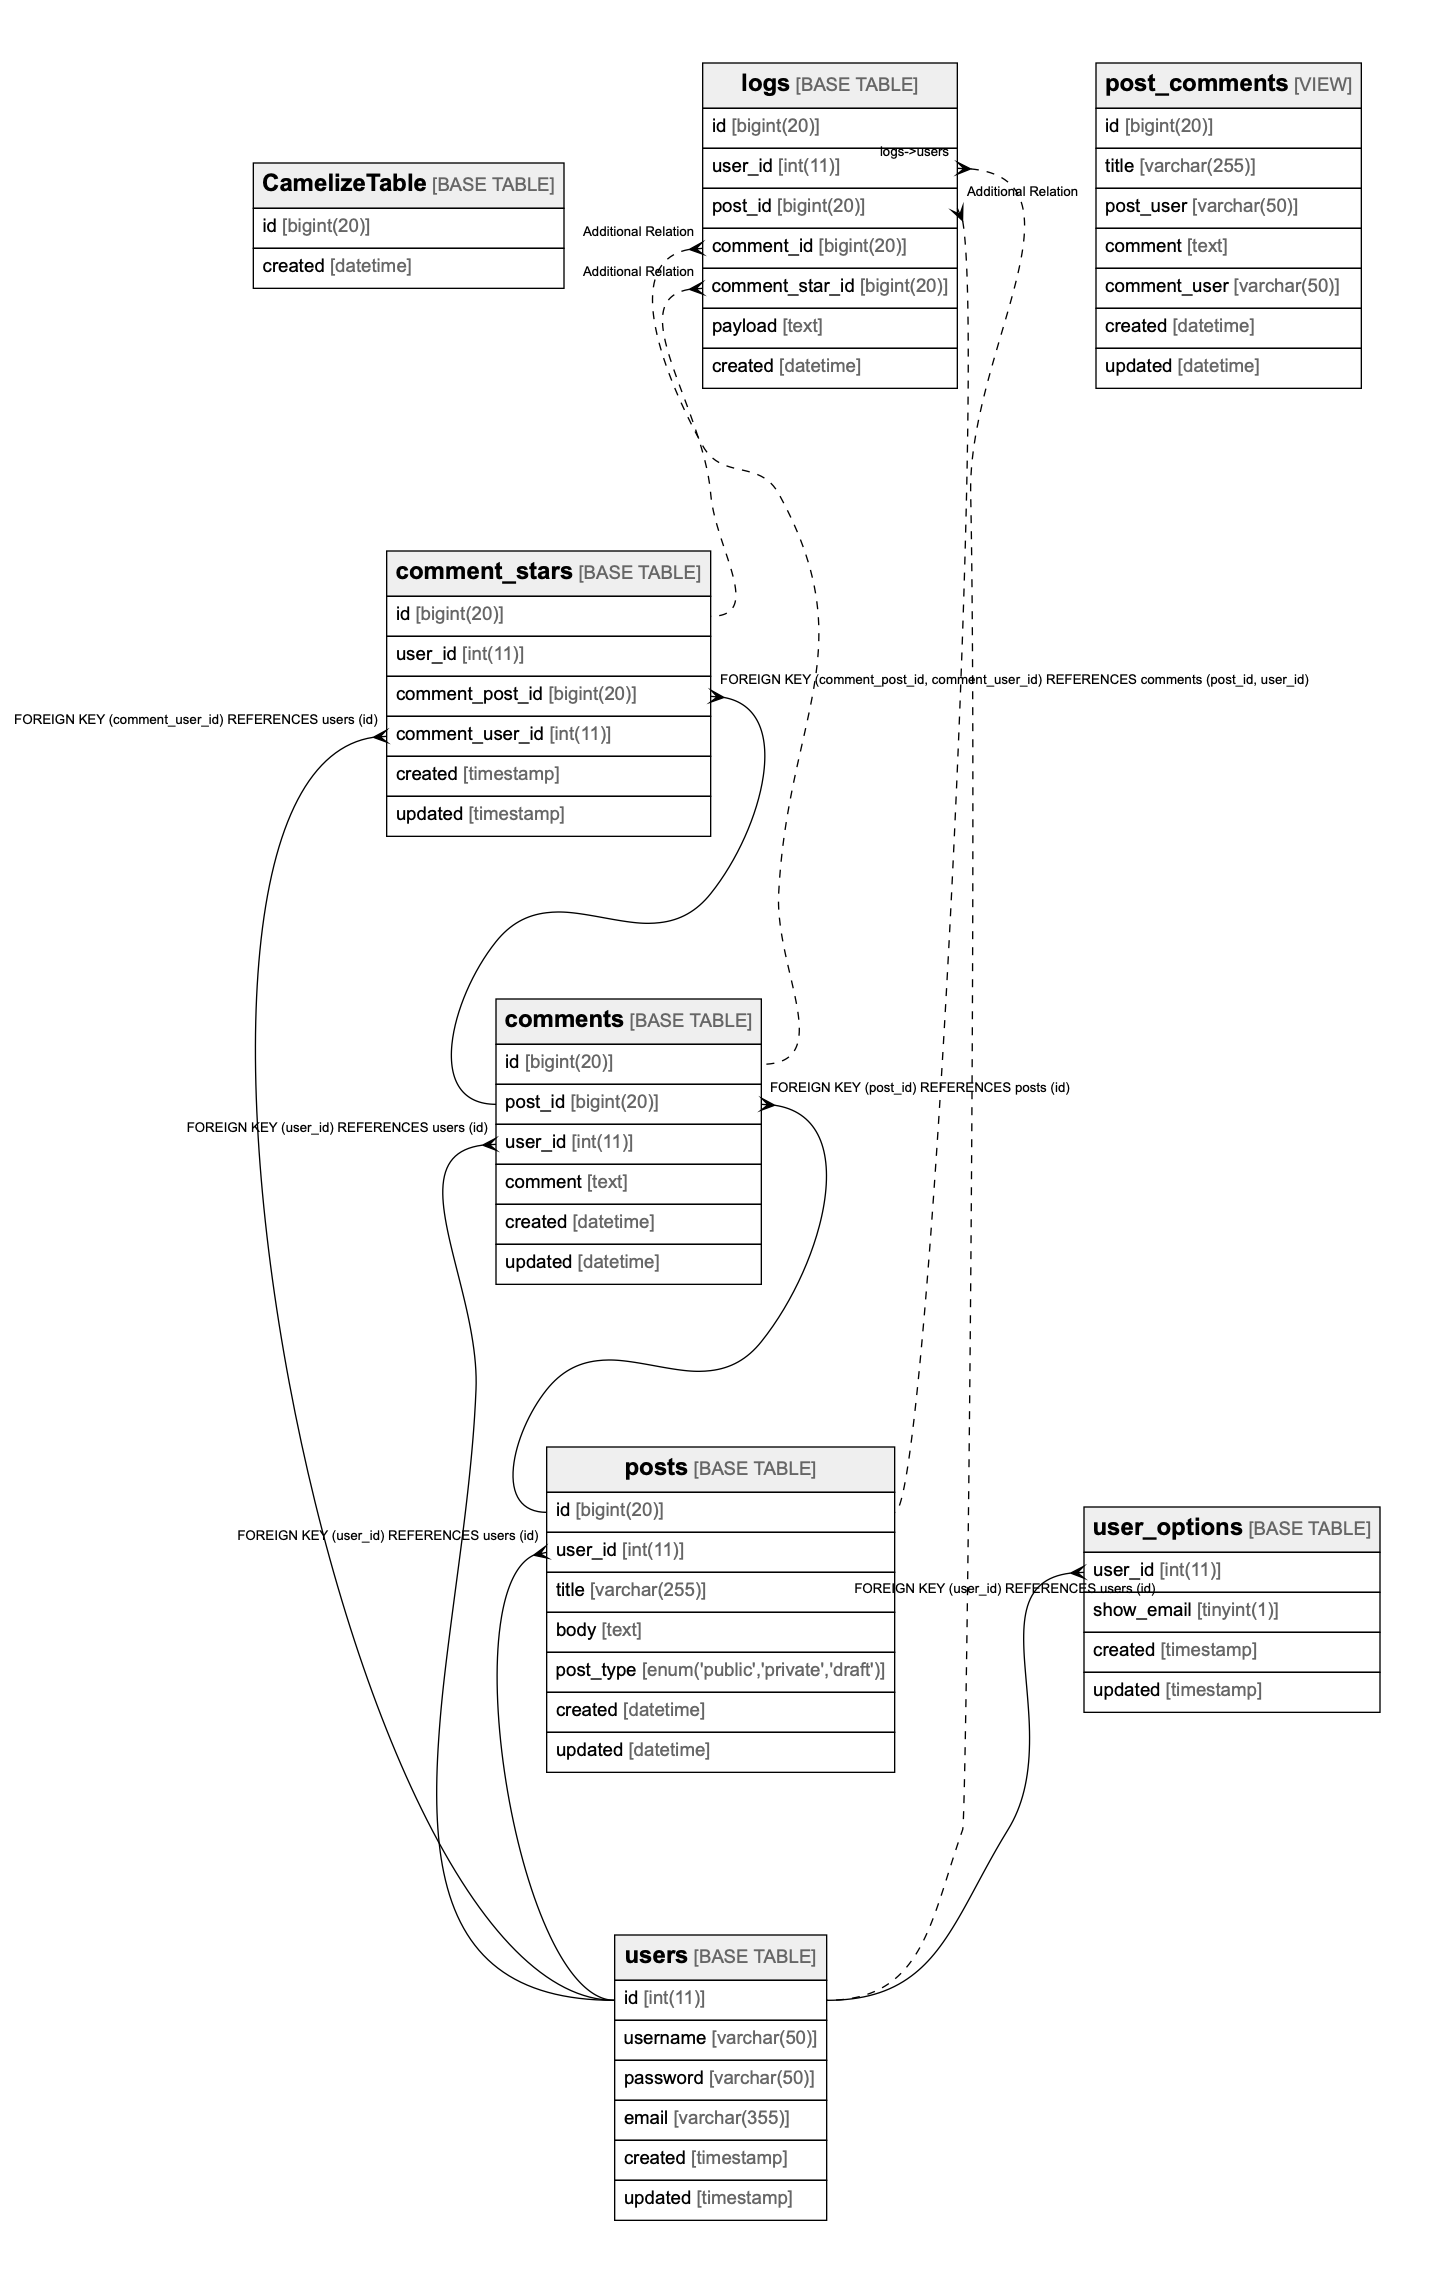 logs [BASE TABLE]
id [bigint(20)]
logs->users
user_id [int(11)]
Additional Relation
post_id [bigint(20)]
Additional Relation
comment_id [bigint(20)]
Additional Relation
comment_star_id [bigint(20)]
payload [text]
created [datetime]
post_comments [VIEW]
id [bigint(20)]
title [varchar(255)]
post_user [varchar(50)]
comment [text]
comment_user [varchar(50)]
created [datetime]
updated [datetime]
CamelizeTable [BASE TABLE]
id [bigint(20)]
created [datetime]
comment_stars [BASE TABLE]
id [bigint(20)]
user_id [int(11)]
comment_post_id [bigint(20)]
FOREIGN KEY (comment_post_id, comment_user_id) REFERENCES comments (post_id, user_id)
FOREIGN KEY (comment_user_id) REFERENCES users (id)
comment_user_id [int(11)]
created [timestamp]
updated [timestamp]
comments [BASE TABLE]
id [bigint(20)]
FOREIGN KEY (post_id) REFERENCES posts (id)
post_id [bigint(20)]
FOREIGN KEY (user_id) REFERENCES users (id)
user_id [int(11)]
comment [text]
created [datetime]
updated [datetime]
posts [BASE TABLE]
id [bigint(20)]
FOREIGN KEY (user_id) REFERENCES users (id)
user_id [int(11)]
title [varchar(255)]
body [text]
post_type [enum('public','private','draft')]
created [datetime]
updated [datetime]
user_options [BASE TABLE]
user_id [int(11)]
FOREIGN KEY (user_id) REFERENCES users (id)
show_email [tinyint(1)]
created [timestamp]
updated [timestamp]
users [BASE TABLE]
id [int(11)]
username [varchar(50)]
password [varchar(50)]
email [varchar(355)]
created [timestamp]
updated [timestamp]